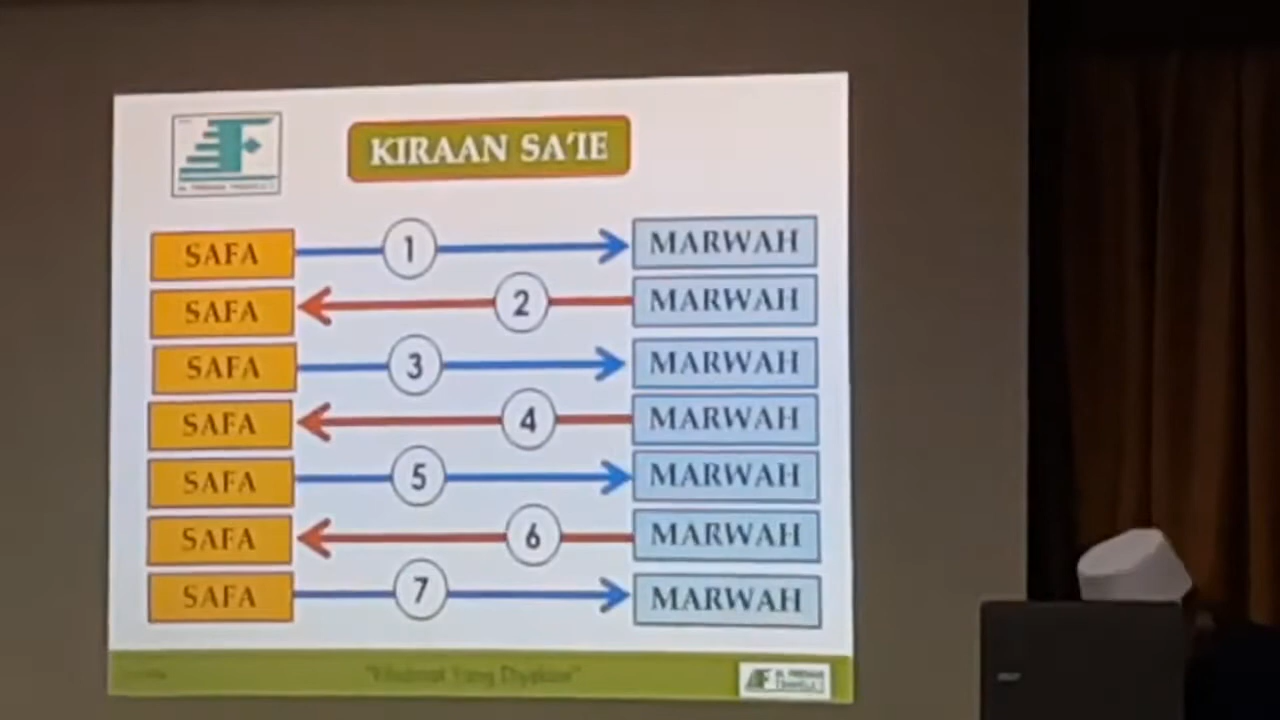 KIRAAN SA'IE
SAFA 1 MARWAH
SAFA 2 MARWAH
SAFA 3 MARWAH
SAFA 4 MARWAH
SAFA 5 MARWAH
SAFA 6 MARWAH
SAFA 7 MARWAH
Yang